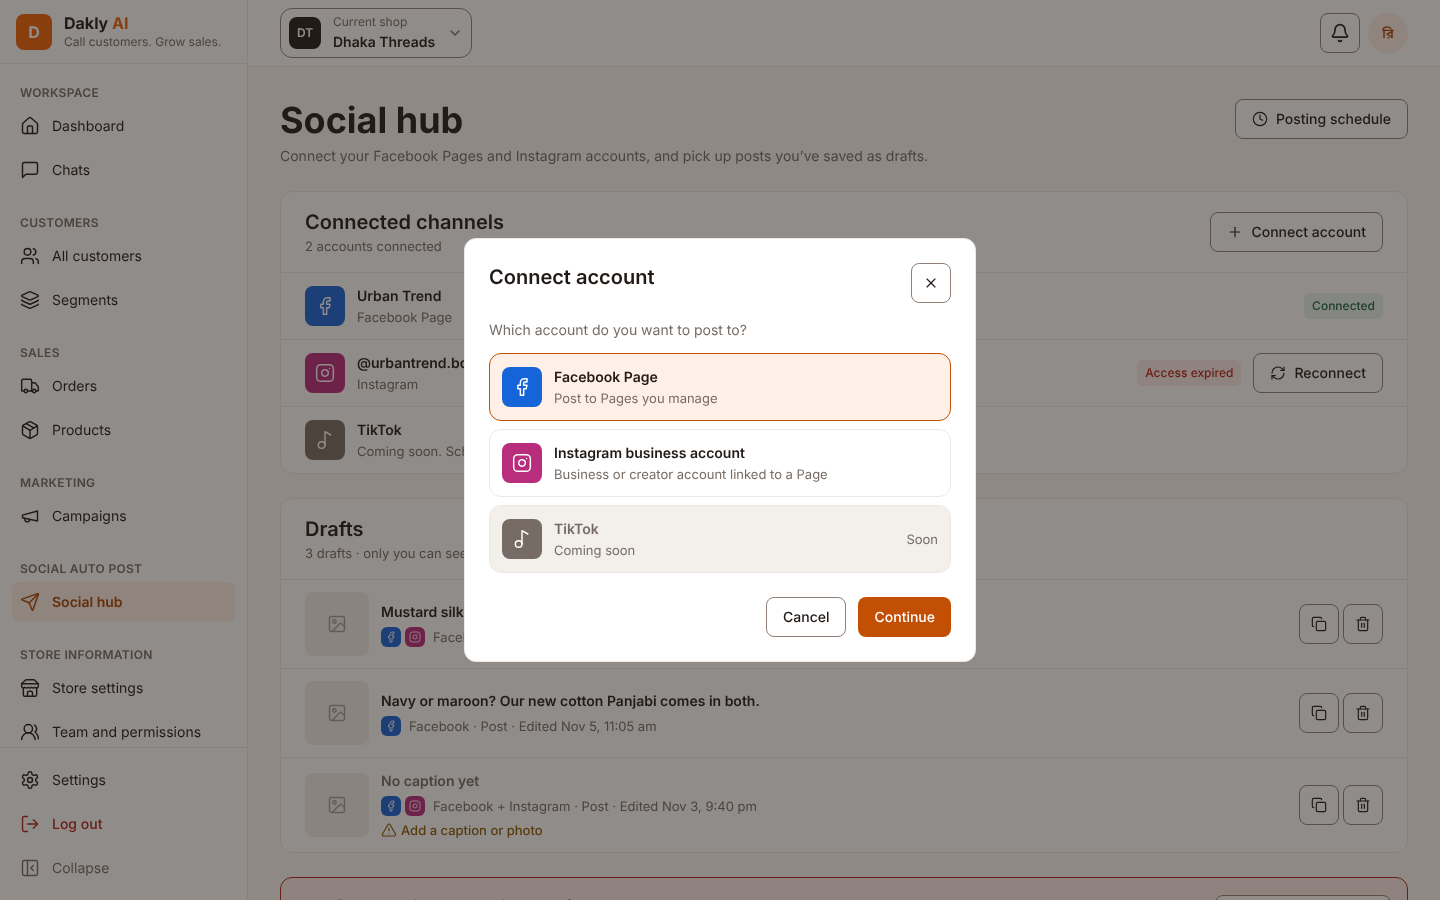 D
Dakly AI
Call customers. Grow sales.
DT
Current shop
Dhaka Threads
রি
WORKSPACE
Dashboard
Chats
CUSTOMERS
All customers
Segments
SALES
Orders
Products
MARKETING
Campaigns
SOCIAL AUTO POST
Social hub
STORE INFORMATION
Store settings
Team and permissions
Settings
Log out
Collapse
Social hub
Connect your Facebook Pages and Instagram accounts, and pick up posts you’ve saved as drafts.
Posting schedule
Connected channels
2 accounts connected
Connect account
Urban Trend
Facebook Page
Connected
@urbantrend.bd
Instagram
Access expired
Reconnect
TikTok
Coming soon.
Drafts
3 drafts · only you can see
Mustard silk
Navy or maroon? Our new cotton Panjabi comes in both.
Facebook · Post · Edited Nov 5, 11:05 am
No caption yet
Facebook + Instagram · Post · Edited Nov 3, 9:40 pm
Add a caption or photo
Connect account
Which account do you want to post to?
Facebook Page
Post to Pages you manage
Instagram business account
Business or creator account linked to a Page
TikTok
Coming soon
Soon
Cancel
Continue